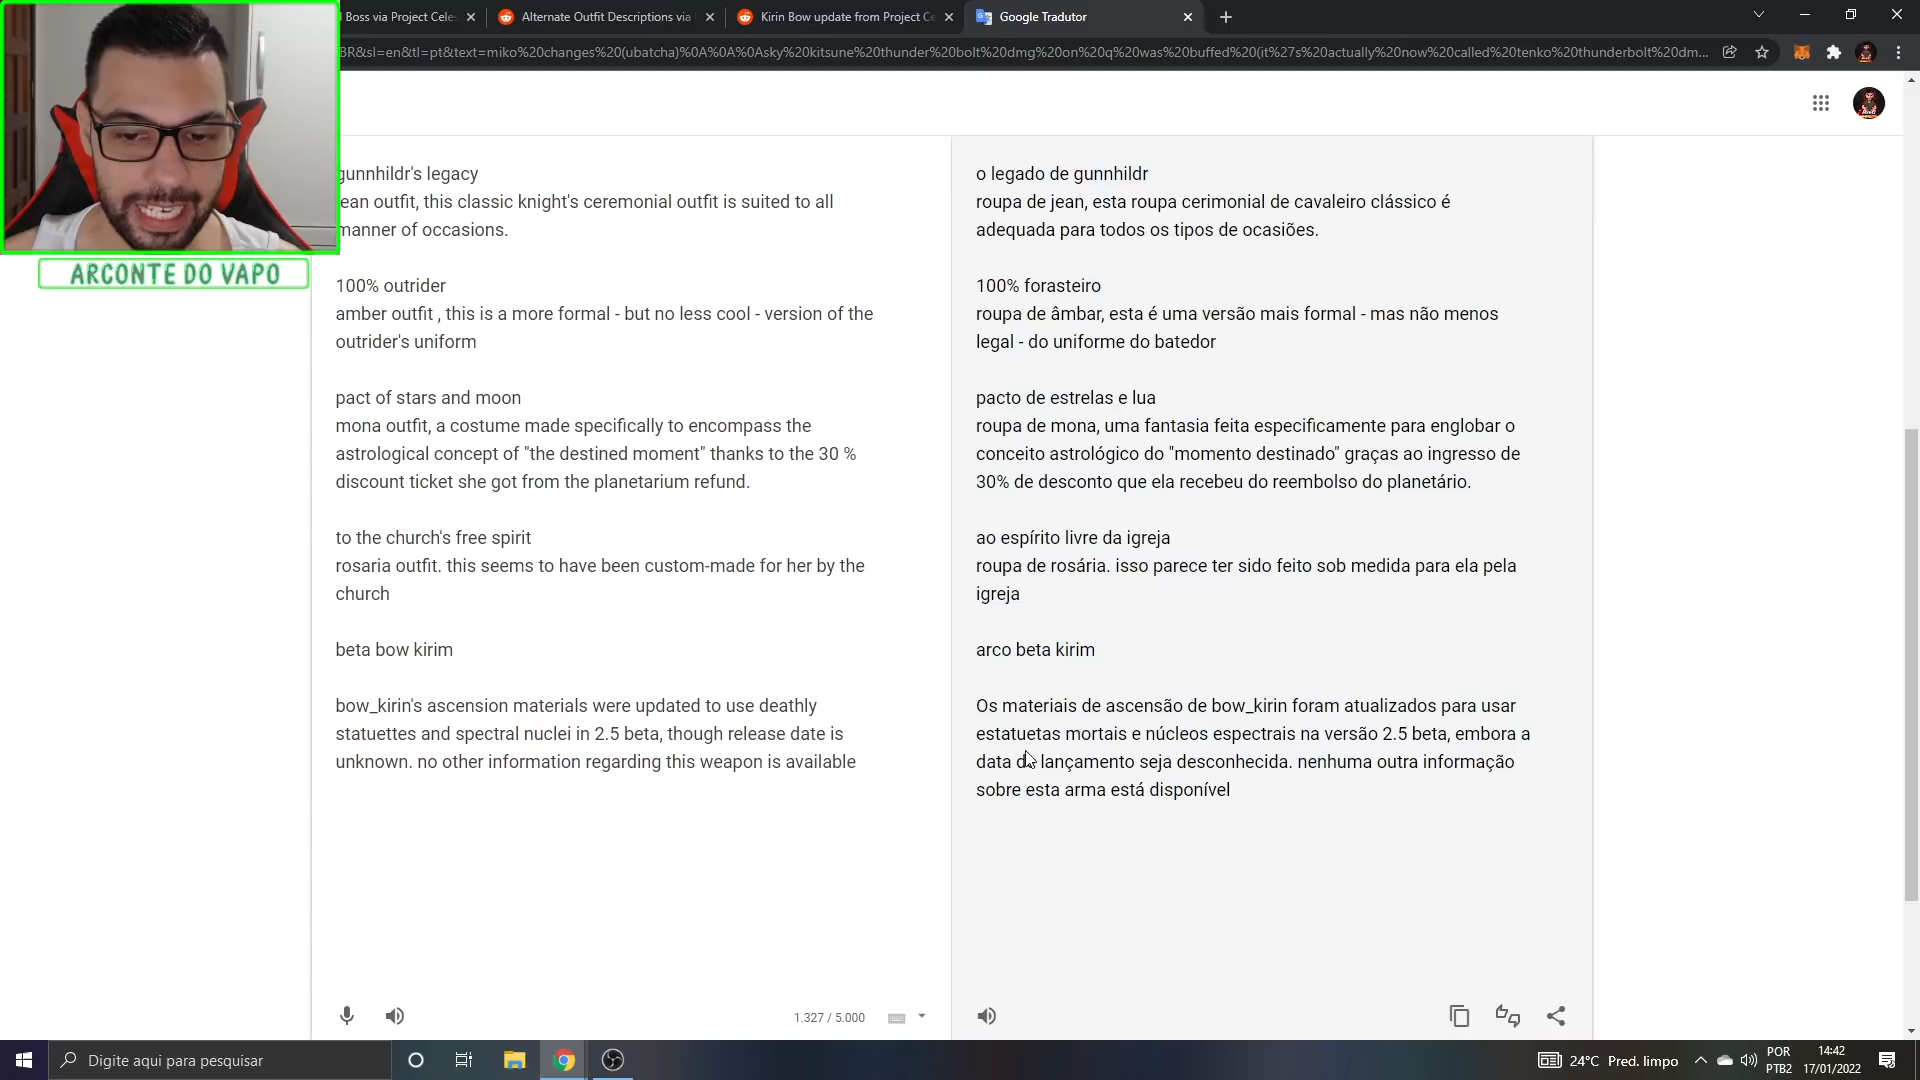 l Boss via Project Celes
Alternate Outfit Descriptions via
Kirin Bow update from Project Ce
Google Tradutor
BR&sl=en&tl=pt&text=miko%20changes%20(ubatcha)%0A%0A%0Asky%20kitsune%20thunder%20bolt%20dmg%20on%20q%20was%20buffed%20(it%27s%20actually%20now%20called%20tenko%20thunderbolt%20dm...
ARCONTE DO VAPO
gunnhildr's legacy
jean outfit, this classic knight's ceremonial outfit is suited to all
manner of occasions.
100% outrider
amber outfit , this is a more formal - but no less cool - version of the
outrider's uniform
pact of stars and moon
mona outfit, a costume made specifically to encompass the
astrological concept of "the destined moment" thanks to the 30 %
discount ticket she got from the planetarium refund.
to the church's free spirit
rosaria outfit. this seems to have been custom-made for her by the
church
beta bow kirim
bow_kirin's ascension materials were updated to use deathly
statuettes and spectral nuclei in 2.5 beta, though release date is
unknown. no other information regarding this weapon is available
1.327 / 5.000
o legado de gunnhildr
roupa de jean, esta roupa cerimonial de cavaleiro clássico é
adequada para todos os tipos de ocasiões.
100% forasteiro
roupa de âmbar, esta é uma versão mais formal - mas não menos
legal - do uniforme do batedor
pacto de estrelas e lua
roupa de mona, uma fantasia feita especificamente para englobar o
conceito astrológico do "momento destinado" graças ao ingresso de
30% de desconto que ela recebeu do reembolso do planetário.
ao espírito livre da igreja
roupa de rosária. isso parece ter sido feito sob medida para ela pela
igreja
arco beta kirim
Os materiais de ascensão de bow_kirin foram atualizados para usar
estatuetas mortais e núcleos espectrais na versão 2.5 beta, embora a
data de lançamento seja desconhecida. nenhuma outra informação
sobre esta arma está disponível
Digite aqui para pesquisar
24°C Pred. limpo
POR
PTB2
14:42
17/01/2022